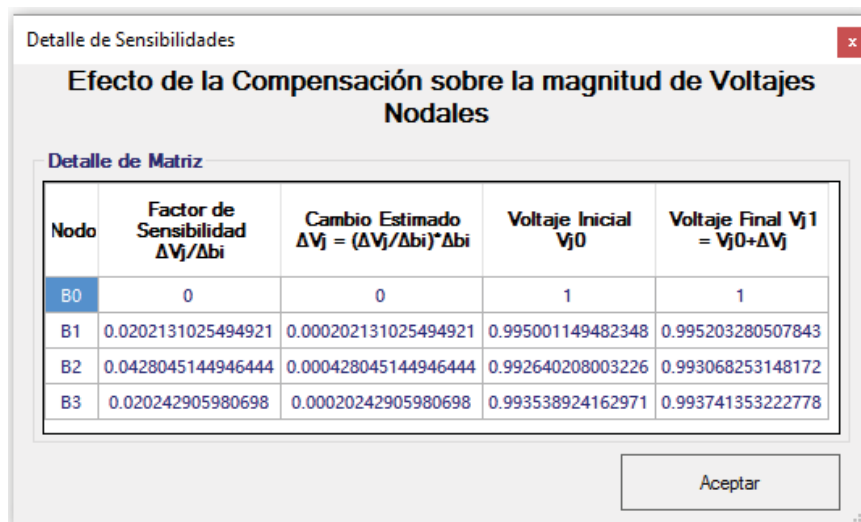 Detalle de Sensibilidades
x
Efecto de la Compensación sobre la magnitud de Voltajes
Nodales
Detalle de Matriz
Nodo Factor de Sensibilidad ΔVj/Δbi Cambio Estimado ΔVj = (ΔVj/Δbi)*Δbi Voltaje Inicial Vj0 Voltaje Final Vj1 = Vj0+ΔVj
B0 0 0 1 1
B1 0.0202131025494921 0.000202131025494921 0.995001149482348 0.995203280507843
B2 0.0428045144946444 0.000428045144946444 0.992640208003226 0.993068253148172
B3 0.020242905980698 0.00020242905980698 0.993538924162971 0.993741353222778
Aceptar